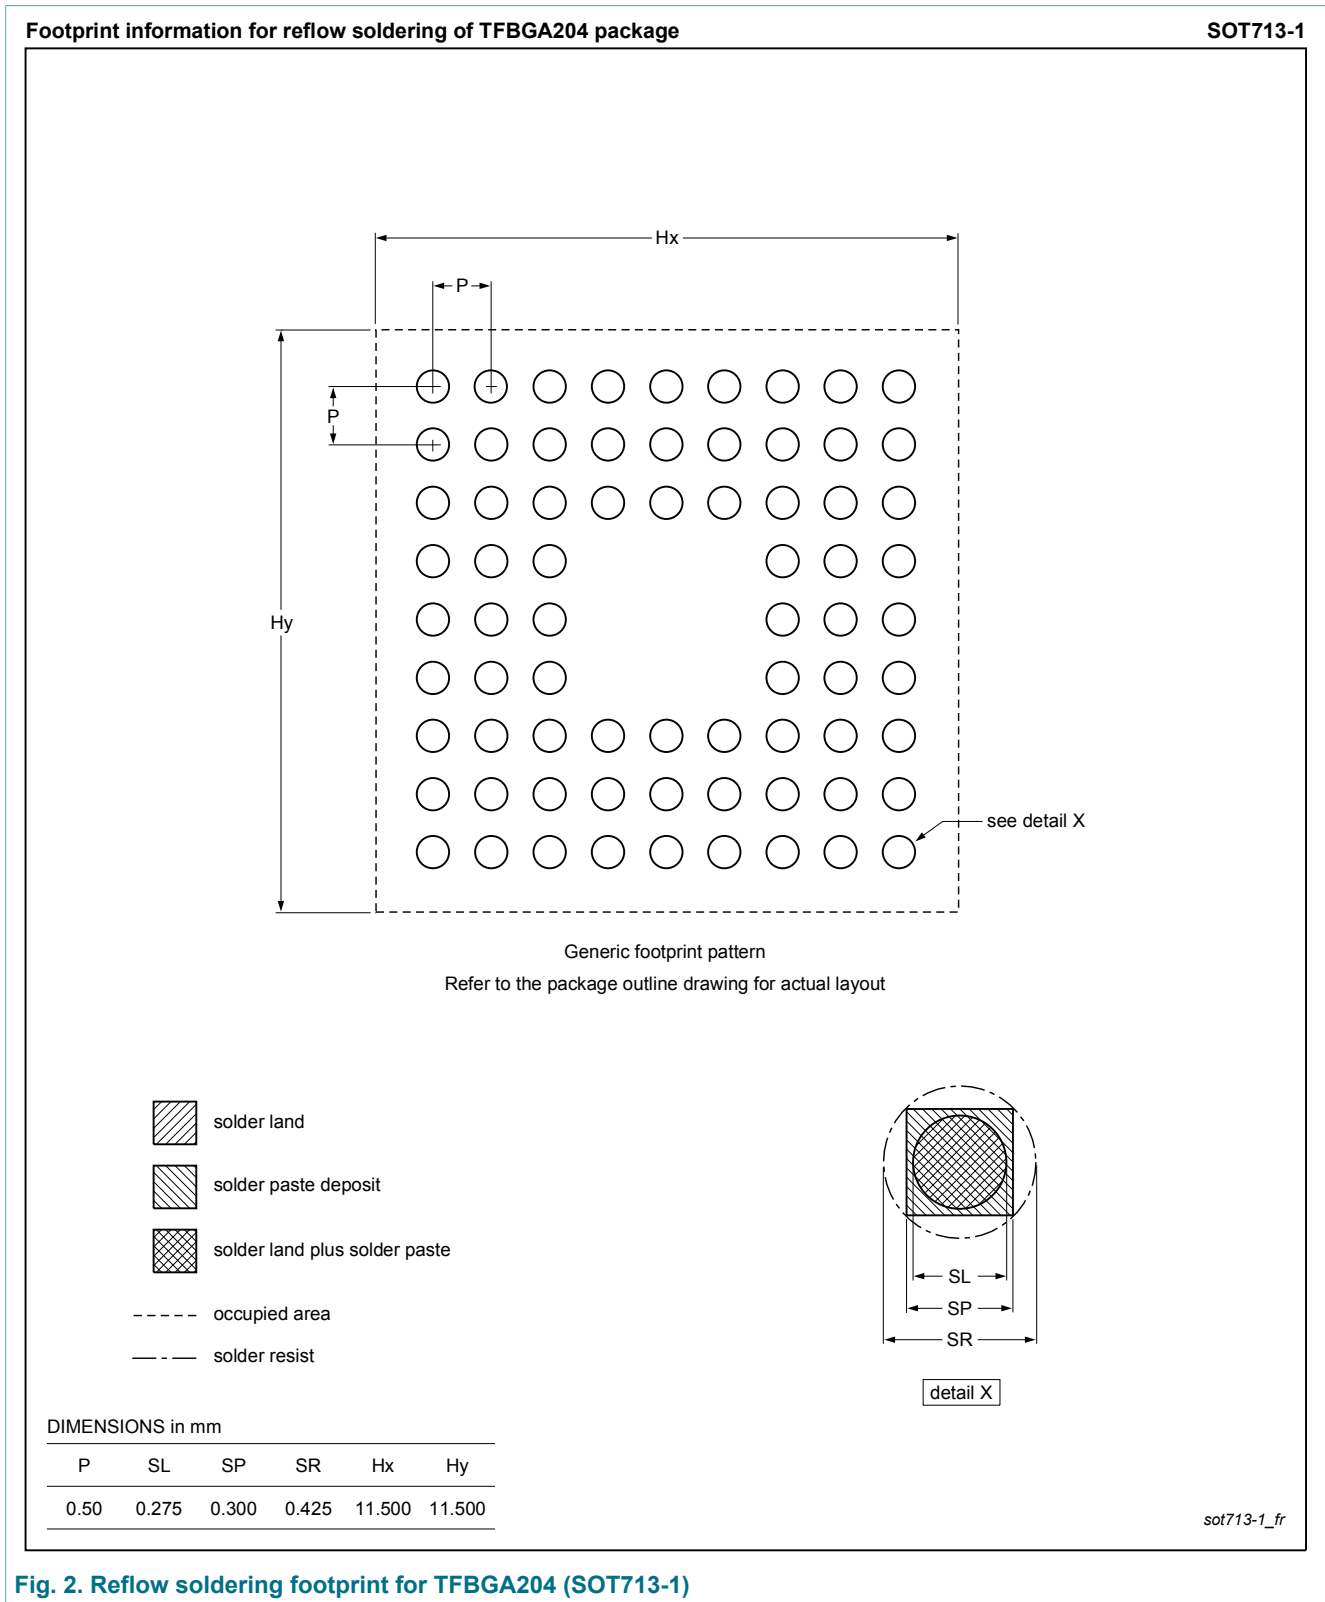 Footprint information for reflow soldering of TFBGA204 package SOT713-1
Hx
P
P
Hy
see detail X
Generic footprint pattern
Refer to the package outline drawing for actual layout
solder land
solder paste deposit
solder land plus solder paste
occupied area
solder resist
SL
SP
SR
detail X
DIMENSIONS in mm
P SL SP SR Hx Hy
0.50 0.275 0.300 0.425 11.500 11.500
sot713-1_fr
Fig. 2. Reflow soldering footprint for TFBGA204 (SOT713-1)